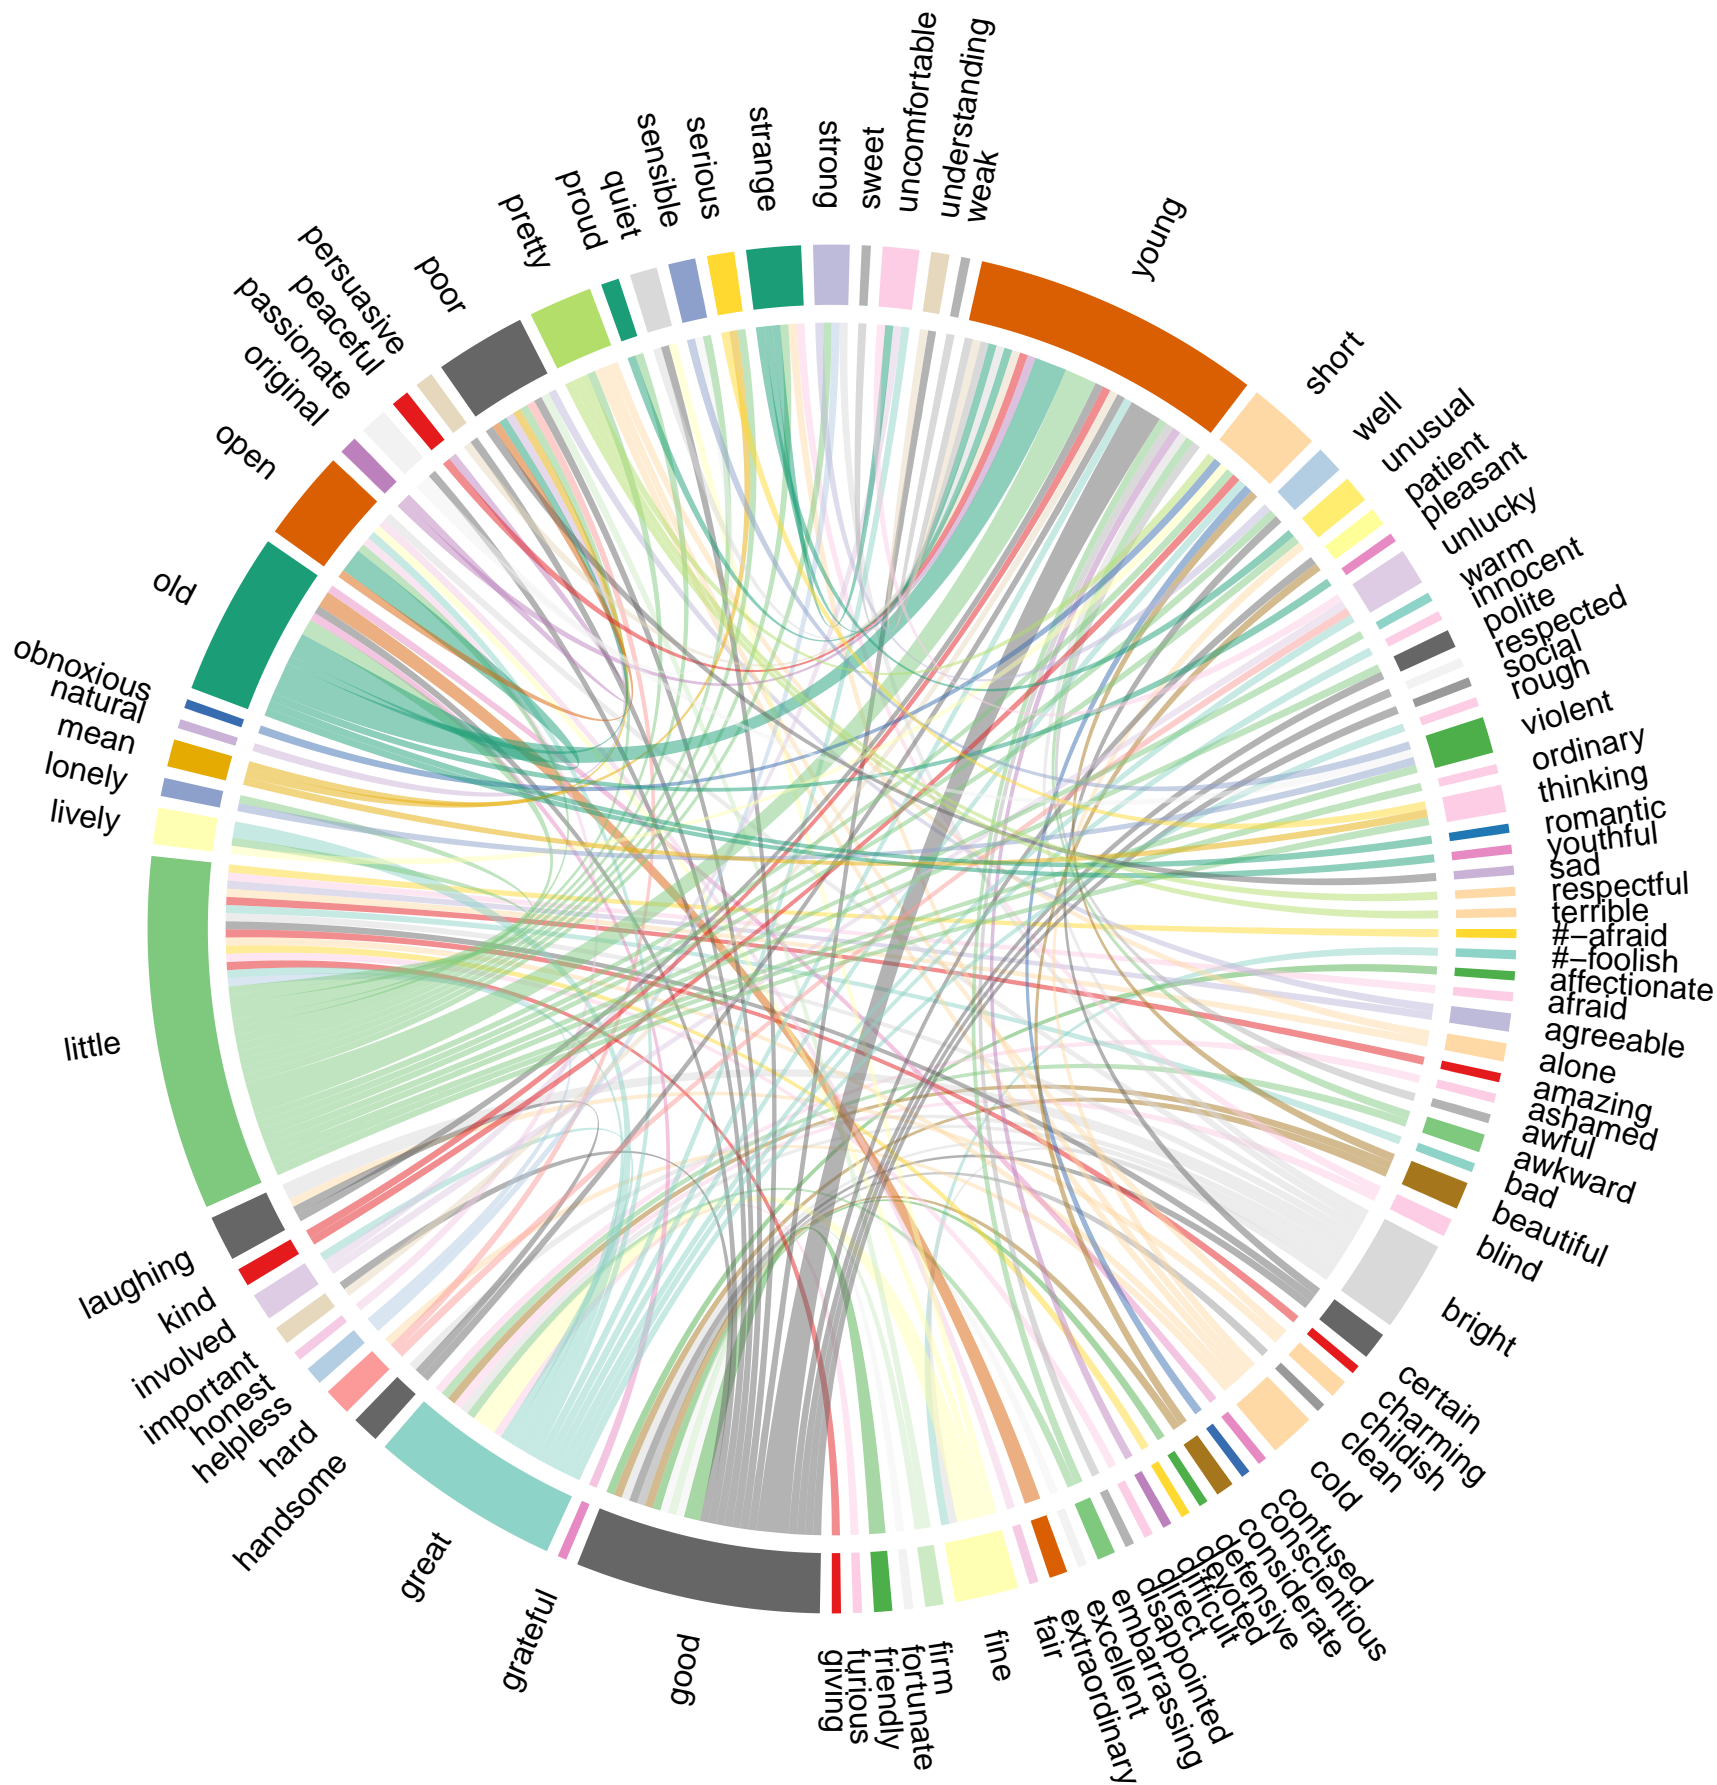 young
short
well
unusual
patient
pleasant
unlucky
warm
innocent
polite
respected
social
rough
violent
ordinary
thinking
romantic
youthful
sad
respectful
terrible
#−afraid
#−foolish
affectionate
afraid
agreeable
alone
amazing
ashamed
awful
awkward
bad
beautiful
blind
bright
certain
charming
childish
clean
cold
confused
conscientious
considerate
defensive
devoted
difficult
direct
disappointed
embarrassing
excellent
extraordinary
fair
fine
firm
fortunate
friendly
furious
giving
good
grateful
great
handsome
hard
helpless
honest
important
involved
kind
laughing
little
lively
lonely
mean
natural
obnoxious
old
open
original
passionate
peaceful
persuasive
poor
pretty
proud
quiet
sensible
serious
strange
strong
sweet
uncomfortable
understanding
weak